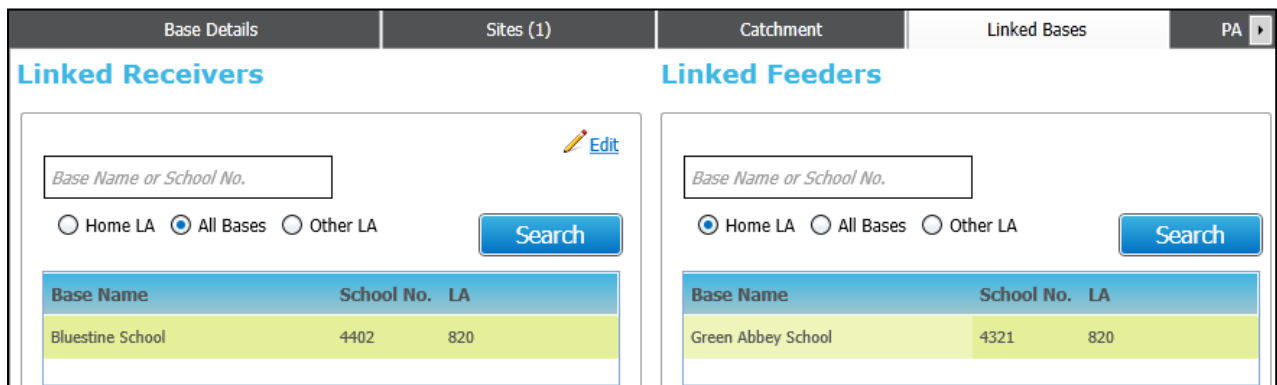 Base Details Sites (1) Catchment Linked Bases PA
Linked Receivers
Edit
Base Name or School No.
Home LA All Bases Other LA
Search
Base Name School No. LA
Bluestine School 4402 820
Linked Feeders
Base Name or School No.
Home LA All Bases Other LA
Search
Base Name School No. LA
Green Abbey School 4321 820